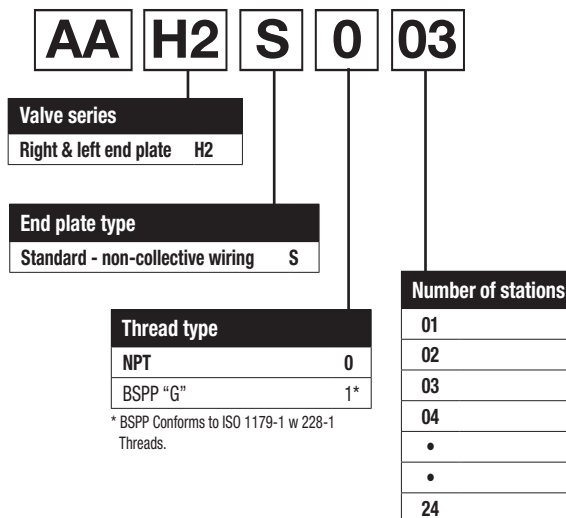 AA H2 S 0 03
Valve series
Right & left end plate H2
End plate type
Standard - non-collective wiring S
Thread type
NPT 0
BSPP “G” 1*
* BSPP Conforms to ISO 1179-1 w 228-1
Threads.
Number of stations
01
02
03
04
•
•
24